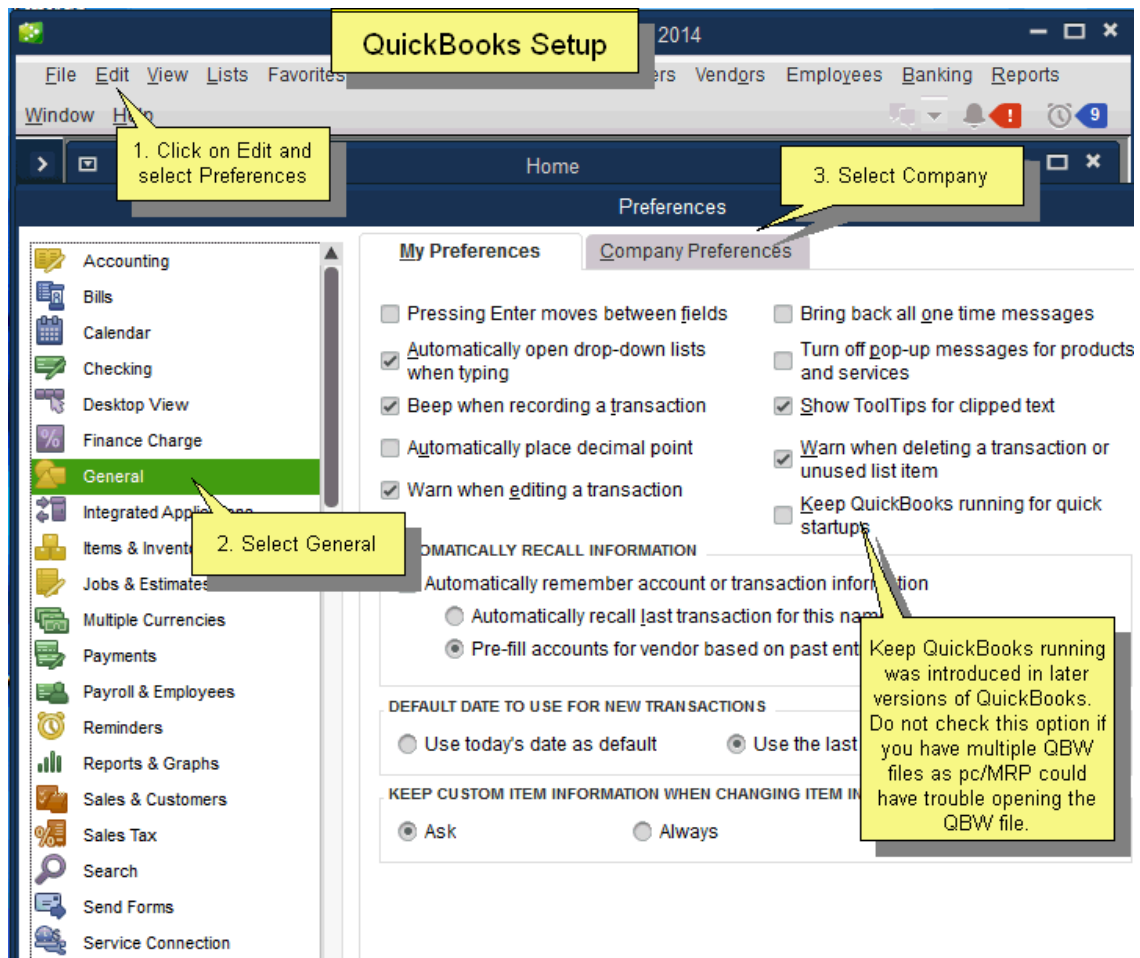 QuickBooks Setup
2014
File Edit View Lists Favorites
Vendors Employees Banking Reports
Window Help
! 9
1. Click on Edit and
select Preferences
Home
3. Select Company
Preferences
My Preferences
Company Preferences
Accounting
Bills
Calendar
Checking
Desktop View
Finance Charge
General
Integrated Applications
Items & Invent
Jobs & Estimates
Multiple Currencies
Payments
Payroll & Employees
Reminders
Reports & Graphs
Sales & Customers
Sales Tax
Search
Send Forms
Service Connection
2. Select General
Pressing Enter moves between fields
Automatically open drop-down lists
when typing
Beep when recording a transaction
Automatically place decimal point
Warn when editing a transaction
Bring back all one time messages
Turn off pop-up messages for products
and services
Show ToolTips for clipped text
Warn when deleting a transaction or
unused list item
Keep QuickBooks running for quick
startups
OMATICALLY RECALL INFORMATION
Automatically remember account or transaction information
Automatically recall last transaction for this nam
Pre-fill accounts for vendor based on past ent
DEFAULT DATE TO USE FOR NEW TRANSACTIONS
Use today's date as default Use the last
KEEP CUSTOM ITEM INFORMATION WHEN CHANGING ITEM IN
Ask Always
Keep QuickBooks running
was introduced in later
versions of QuickBooks.
Do not check this option if
you have multiple QBW
files as pc/MRP could
have trouble opening the
QBW file.